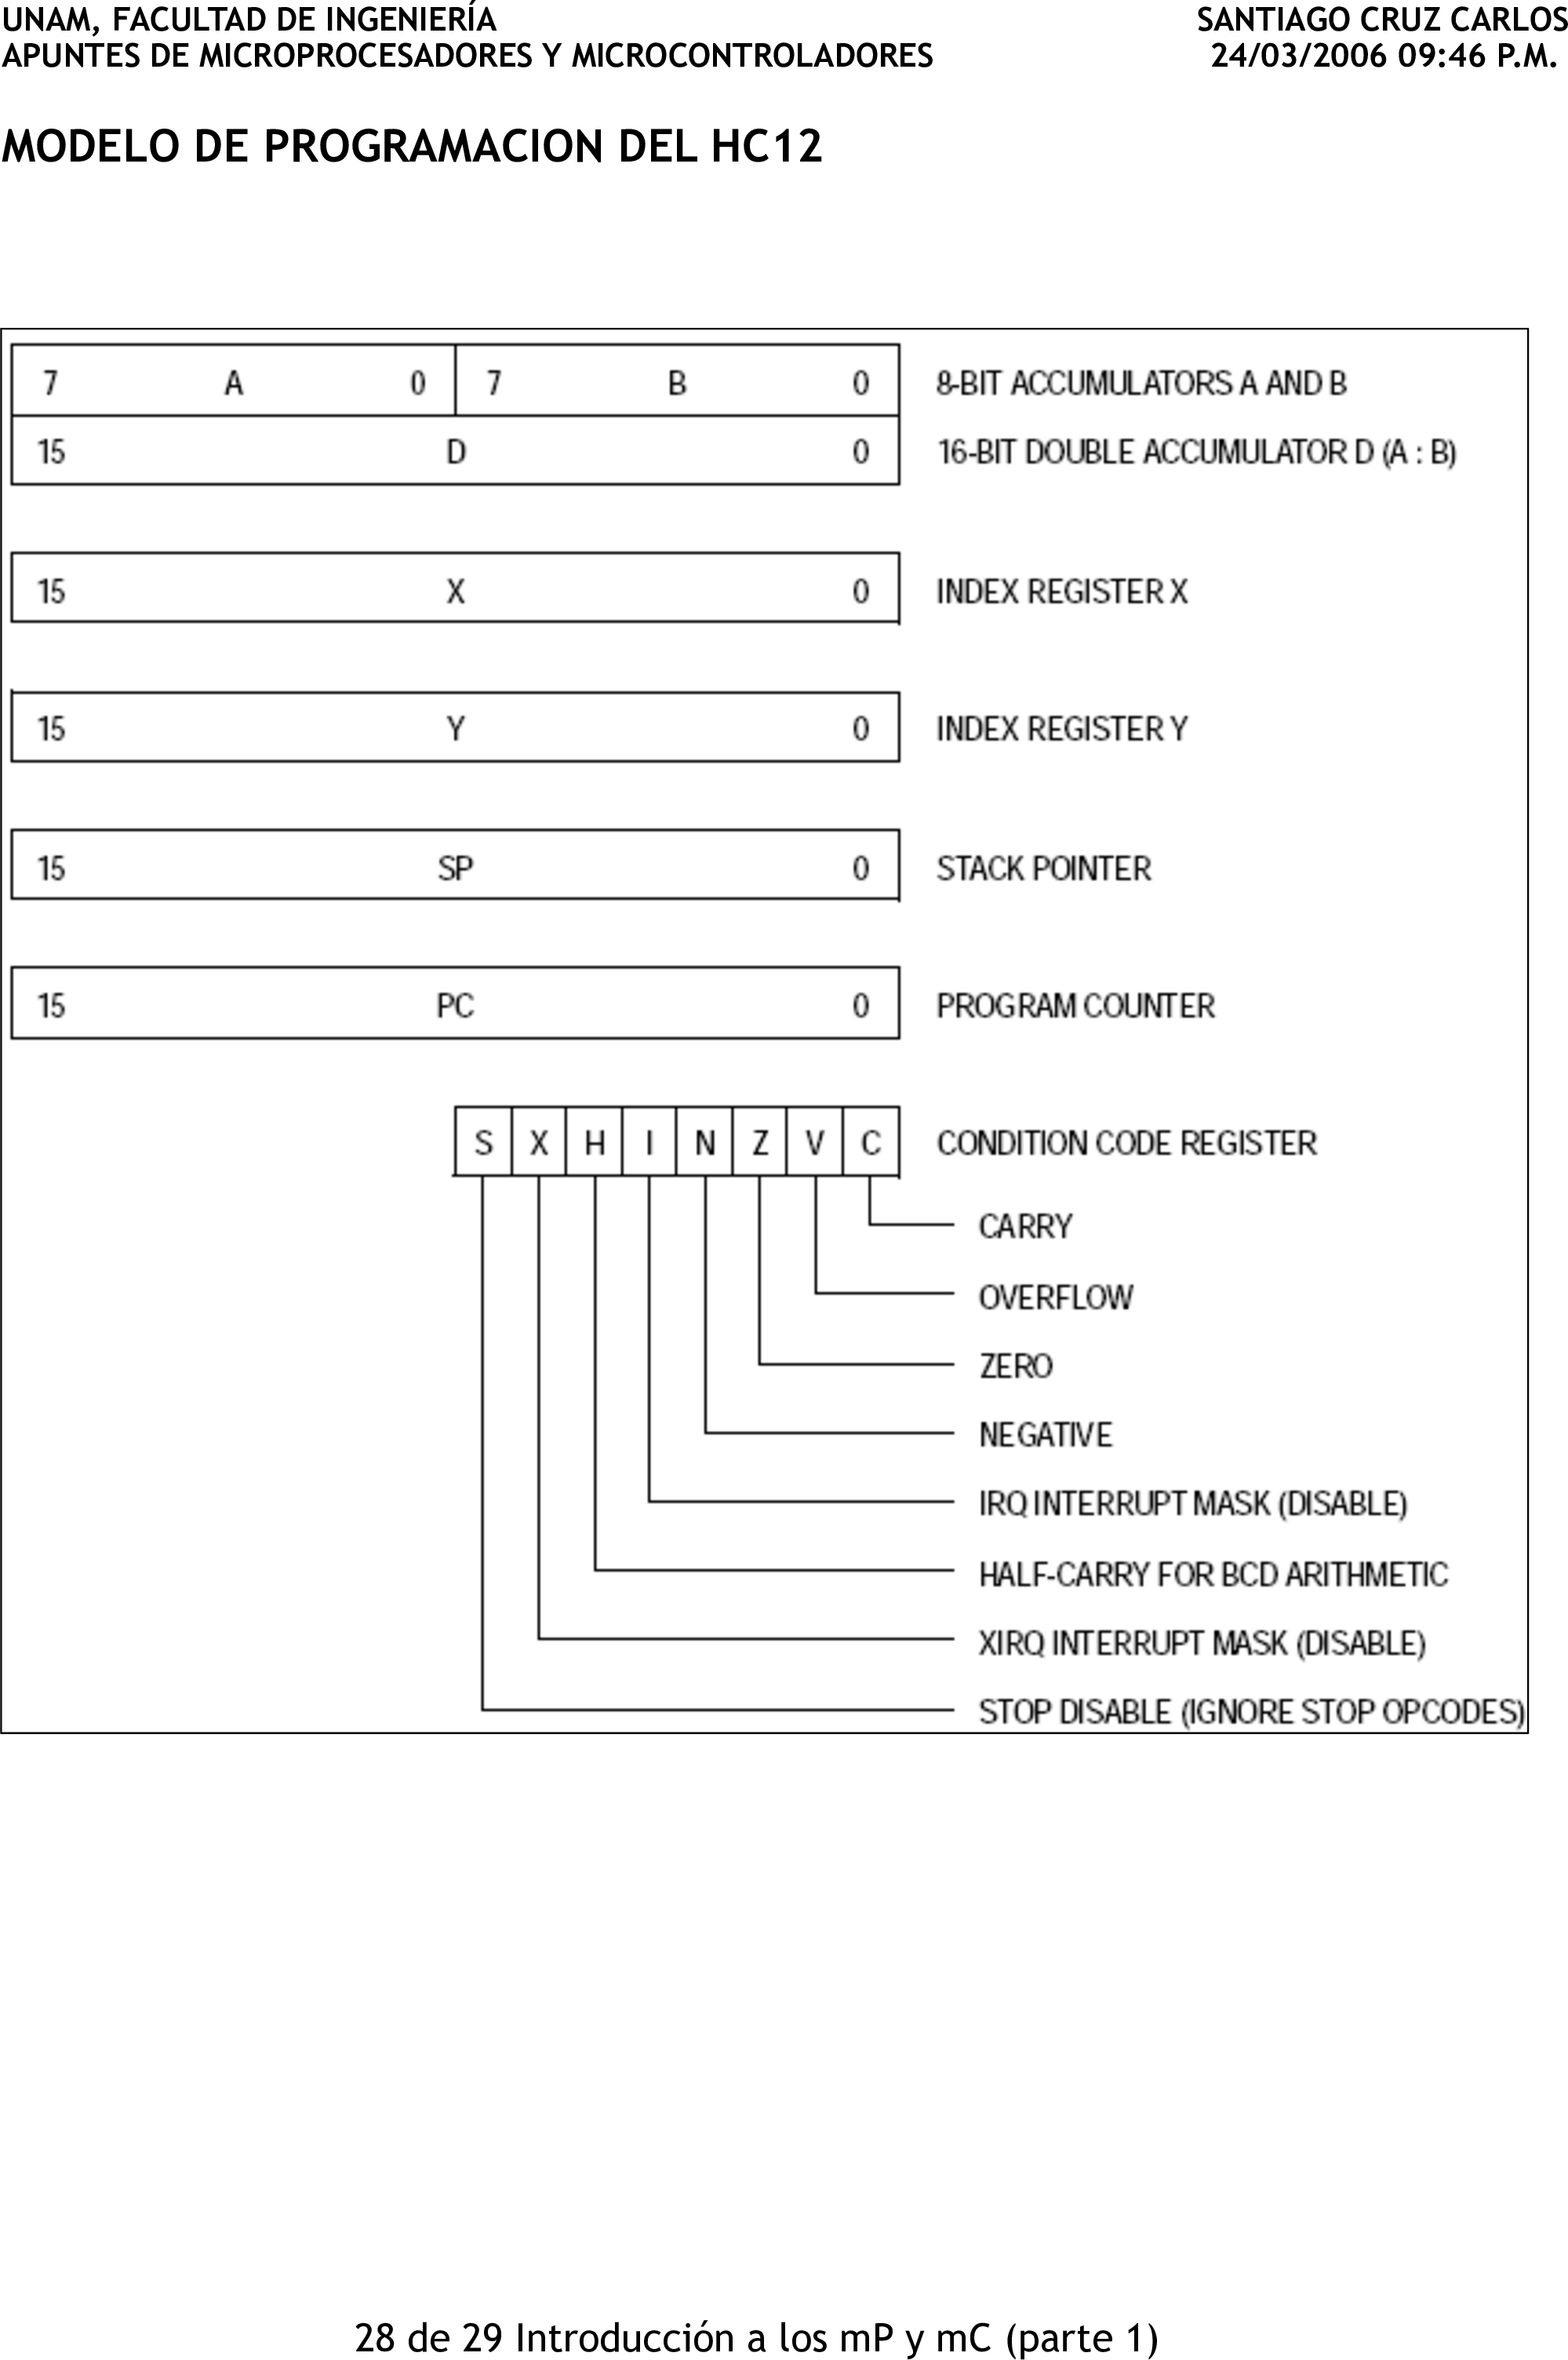 UNAM, FACULTAD DE INGENIERÍA SANTIAGO CRUZ CARLOS
APUNTES DE MICROPROCESADORES Y MICROCONTROLADORES 24/03/2006 09:46 P.M.
MODELO DE PROGRAMACION DEL HC12
7 A 0 7 B 0 8-BIT ACCUMULATORS A AND B
15 D 0 16-BIT DOUBLE ACCUMULATOR D (A : B)
15 X 0 INDEX REGISTER X
15 Y 0 INDEX REGISTER Y
15 SP 0 STACK POINTER
15 PC 0 PROGRAM COUNTER
S X H I N Z V C CONDITION CODE REGISTER
CARRY
OVERFLOW
ZERO
NEGATIVE
IRQ INTERRUPT MASK (DISABLE)
HALF-CARRY FOR BCD ARITHMETIC
XIRQ INTERRUPT MASK (DISABLE)
STOP DISABLE (IGNORE STOP OPCODES)
28 de 29 Introducción a los mP y mC (parte 1)